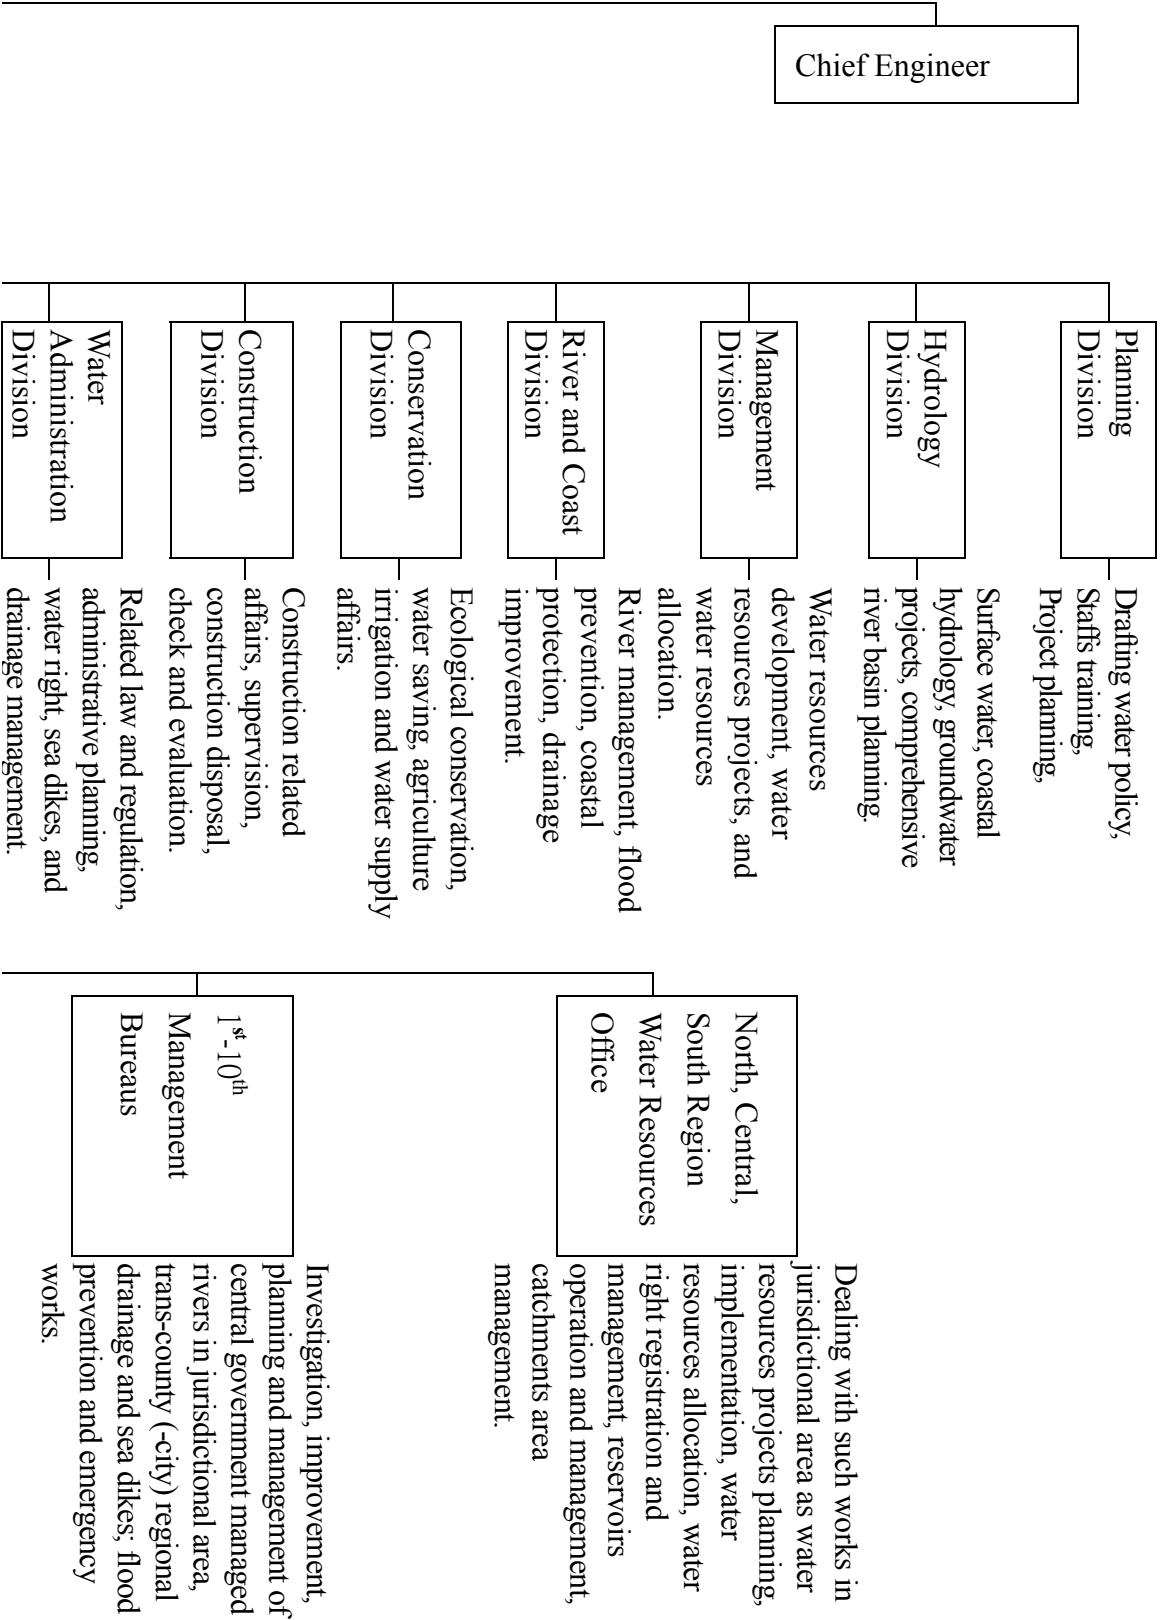 Chief Engineer
Planning
Division
Drafting water policy,
Staffs training,
Project planning,
Hydrology
Division
Surface water, coastal
hydrology, groundwater
projects, comprehensive
river basin planning.
Management
Division
Water resources
development, water
resources projects, and
water resources
allocation.
River and Coast
Division
River management, flood
prevention, coastal
protection, drainage
improvement.
Conservation
Division
Ecological conservation,
water saving, agriculture
irrigation and water supply
affairs.
Construction
Division
Construction related
affairs, supervision,
construction disposal,
check and evaluation.
Water
Administration
Division
Related law and regulation,
administrative planning,
water right, sea dikes, and
drainage management.
North, Central,
South Region
Water Resources
Office
Dealing with such works in
jurisdictional area as water
resources projects planning,
implementation, water
resources allocation, water
right registration and
management, reservoirs
operation and management,
catchments area
management.
1st-10th
Management
Bureaus
Investigation, improvement,
planning and management of
central government managed
rivers in jurisdictional area,
trans-county (-city) regional
drainage and sea dikes; flood
prevention and emergency
works.